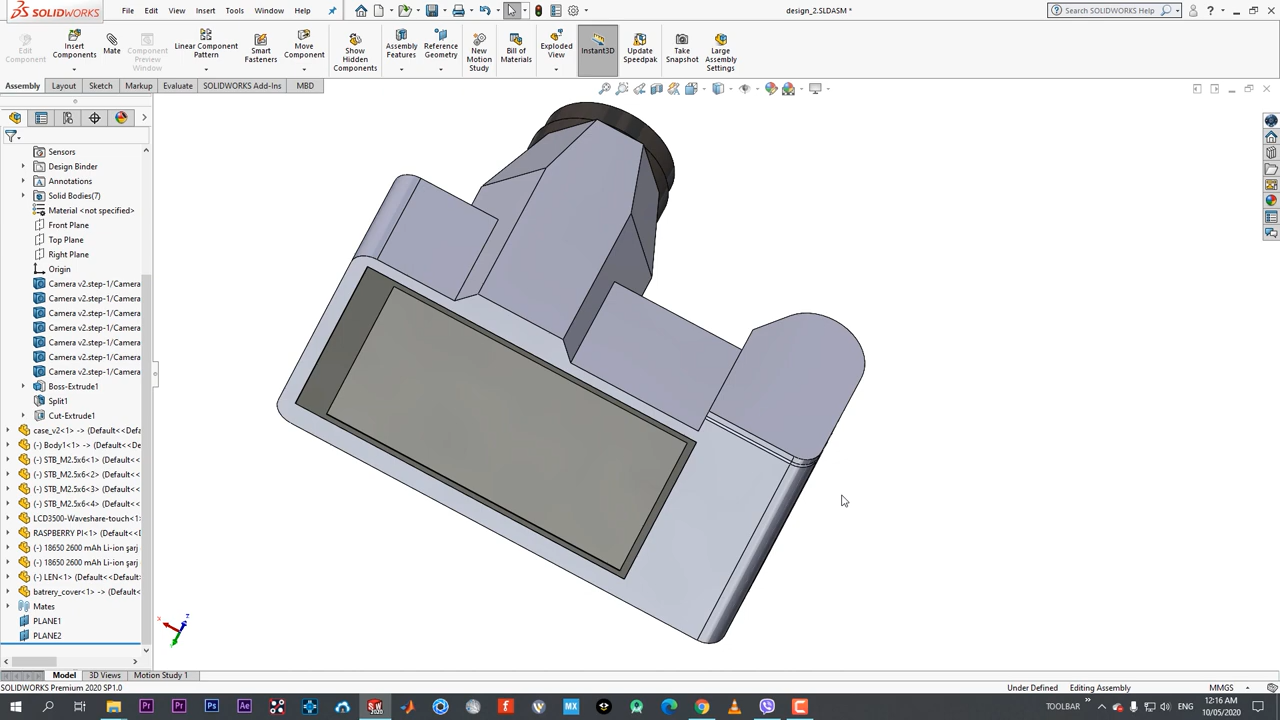 SOLIDWORKS File Edit View Insert Tools Window Help design_2.SLDASM * Search SOLIDWORKS Help
Edit Component
Insert Components
Mate
Component Preview Window
Linear Component Pattern
Smart Fasteners
Move Component
Show Hidden Components
Assembly Features
Reference Geometry
New Motion Study
Bill of Materials
Exploded View
Instant3D
Update Speedpak
Take Snapshot
Large Assembly Settings
Assembly Layout Sketch Markup Evaluate SOLIDWORKS Add-Ins MBD
Sensors
Design Binder
Annotations
Solid Bodies(7)
Material <not specified>
Front Plane
Top Plane
Right Plane
Origin
Camera v2.step-1/Camera
Camera v2.step-1/Camera
Camera v2.step-1/Camera
Camera v2.step-1/Camera
Camera v2.step-1/Camera
Camera v2.step-1/Camera
Camera v2.step-1/Camera
Boss-Extrude1
Split1
Cut-Extrude1
case_v2<1> -> (Default<<D
(-) Body1<1> -> (Default<
(-) STB_M2.5x6<1> (Default
(-) STB_M2.5x6<2> (Default
(-) STB_M2.5x6<3> (Default
(-) STB_M2.5x6<4> (Default
LCD3500-Waveshare-touch<1
RASPBERRY PI<1> (Default<
(-) 18650 2600 mAh Li-ion şarj
(-) 18650 2600 mAh Li-ion şarj
(-) LEN<1> (Default<<Default
batrery_cover<1> -> (Defau
Mates
PLANE1
PLANE2
x z y
Model 3D Views Motion Study 1
SOLIDWORKS Premium 2020 SP1.0 Under Defined Editing Assembly MMGS
TOOLBAR ENG 12:16 AM
10/05/2020